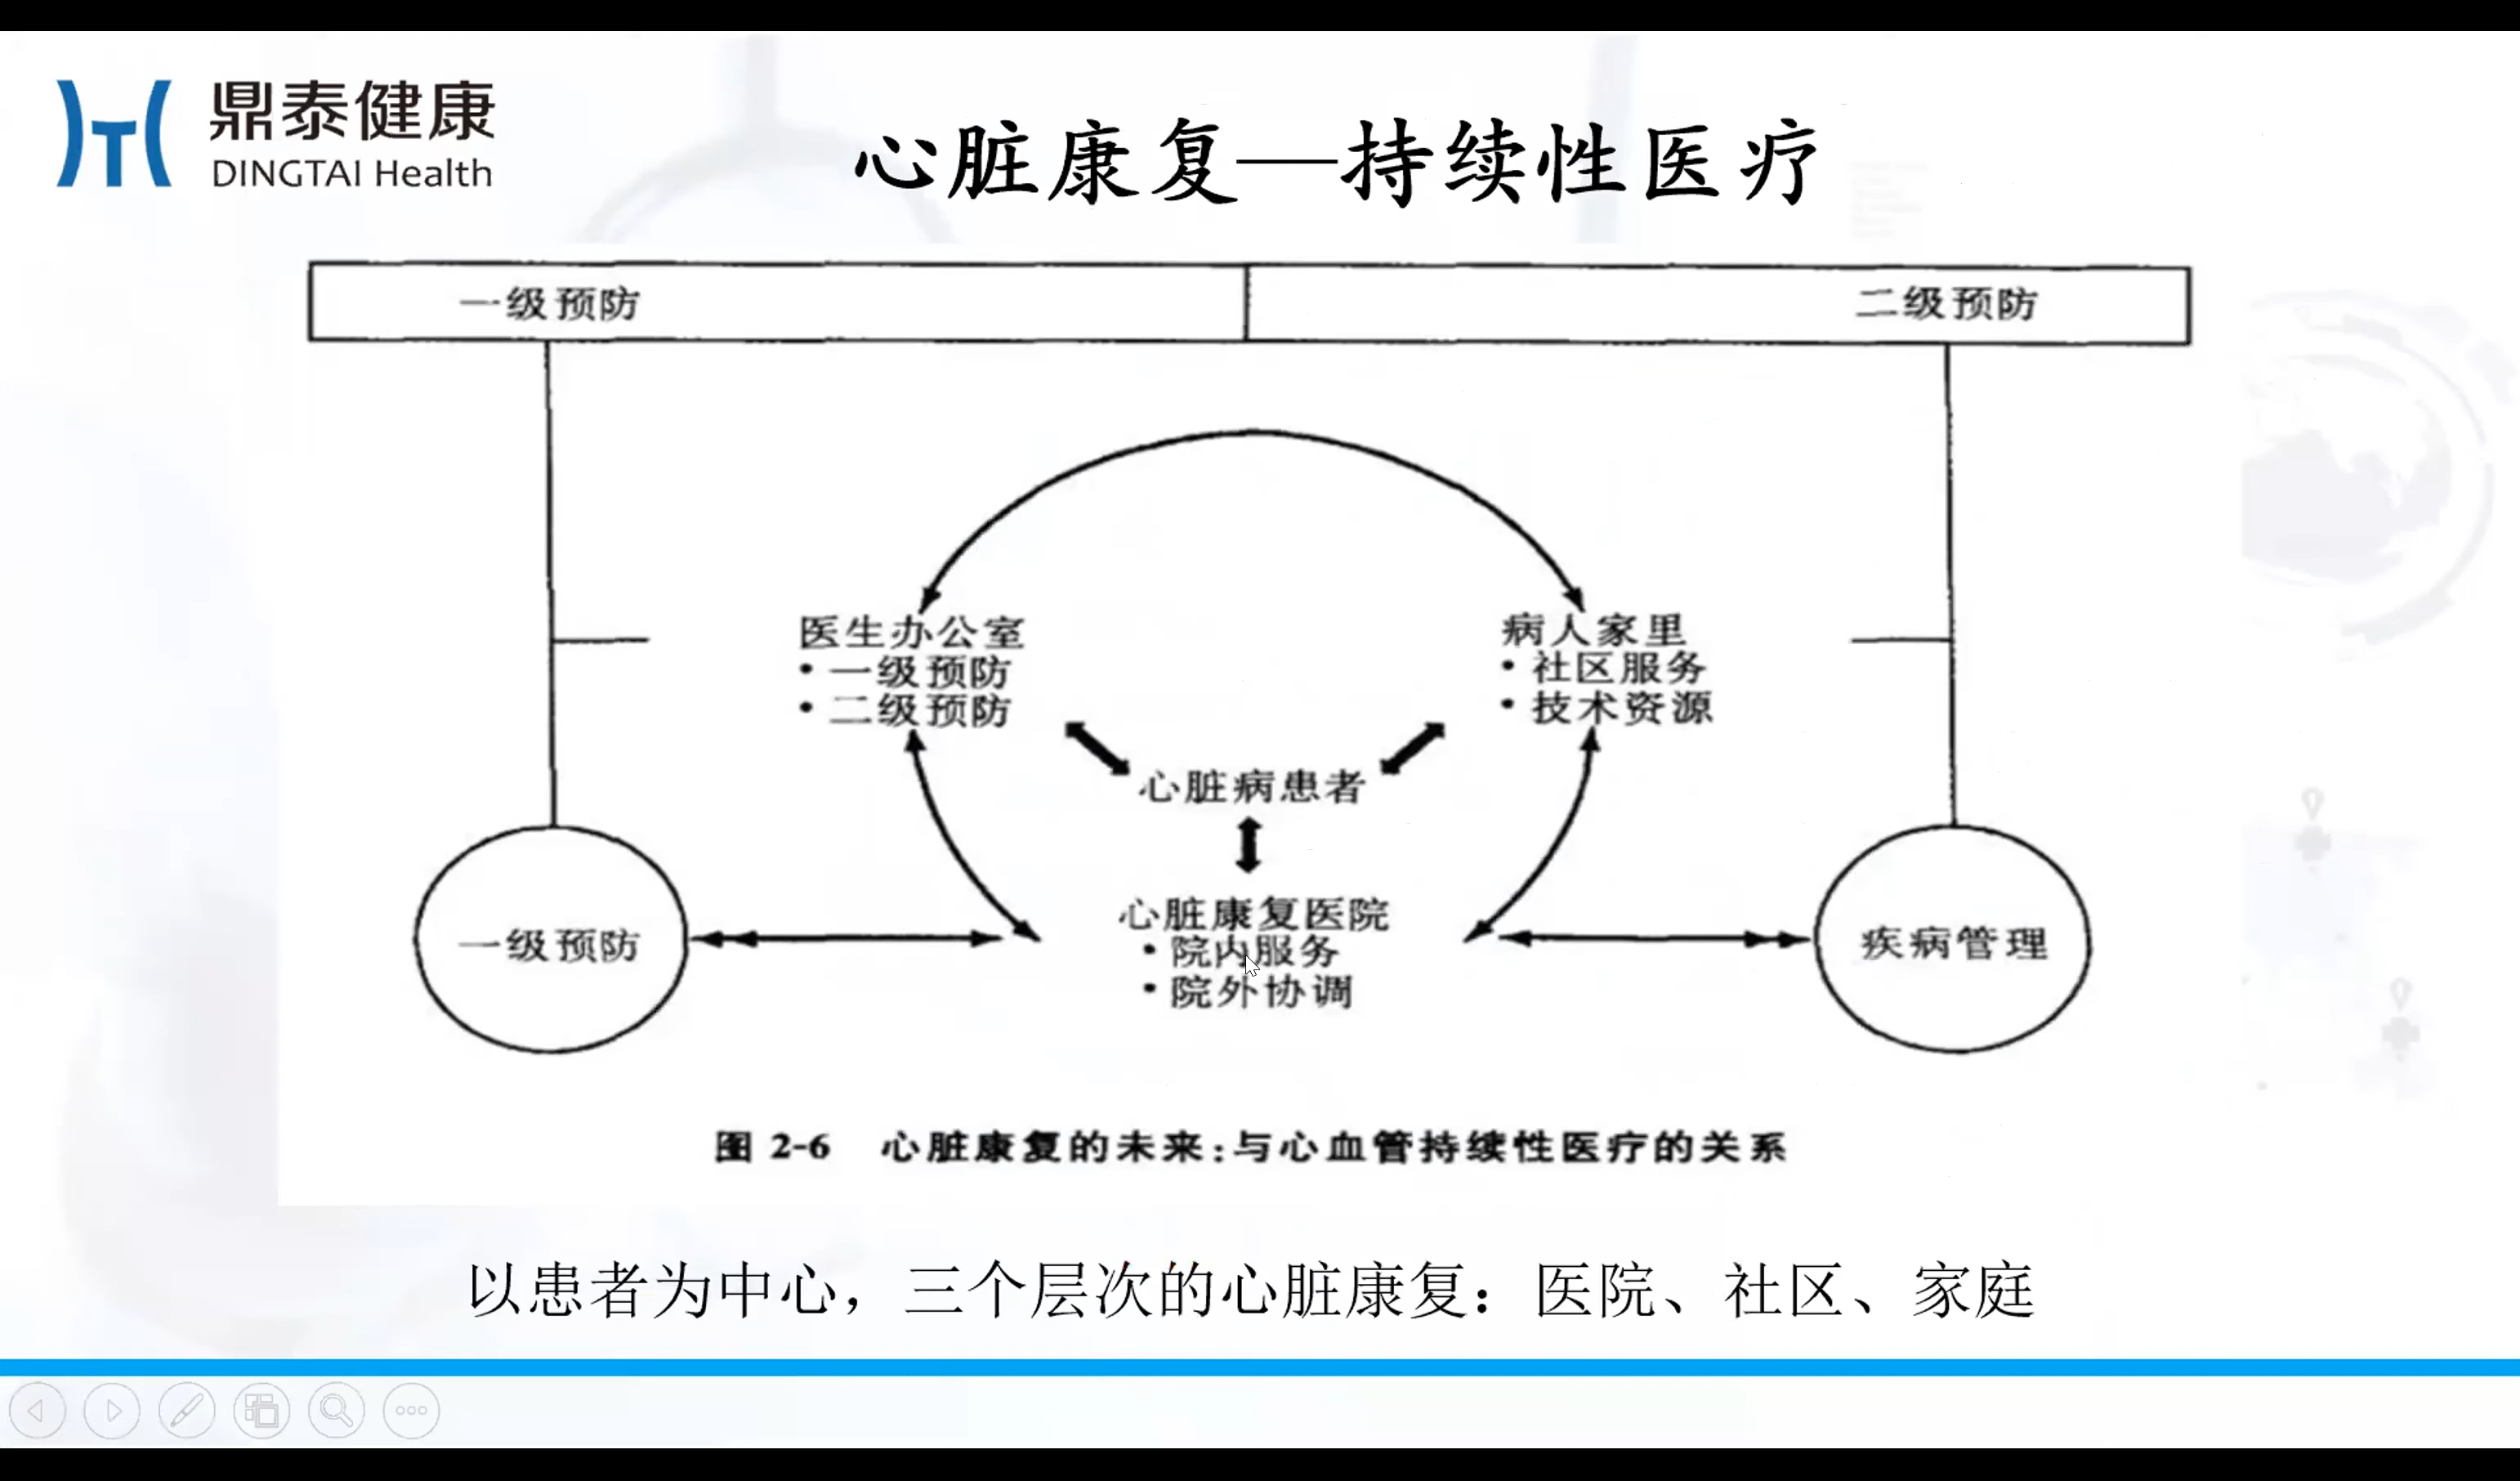 鼎泰健康
DINGTAI Health
心脏康复—持续性医疗
一级预防
二级预防
医生办公室
• 一级预防
• 二级预防
病人家里
• 社区服务
• 技术资源
心脏病患者
一级预防
心脏康复医院
• 院内服务
• 院外协调
疾病管理
图 2-6 心脏康复的未来：与心血管持续性医疗的关系
以患者为中心，三个层次的心脏康复：医院、社区、家庭